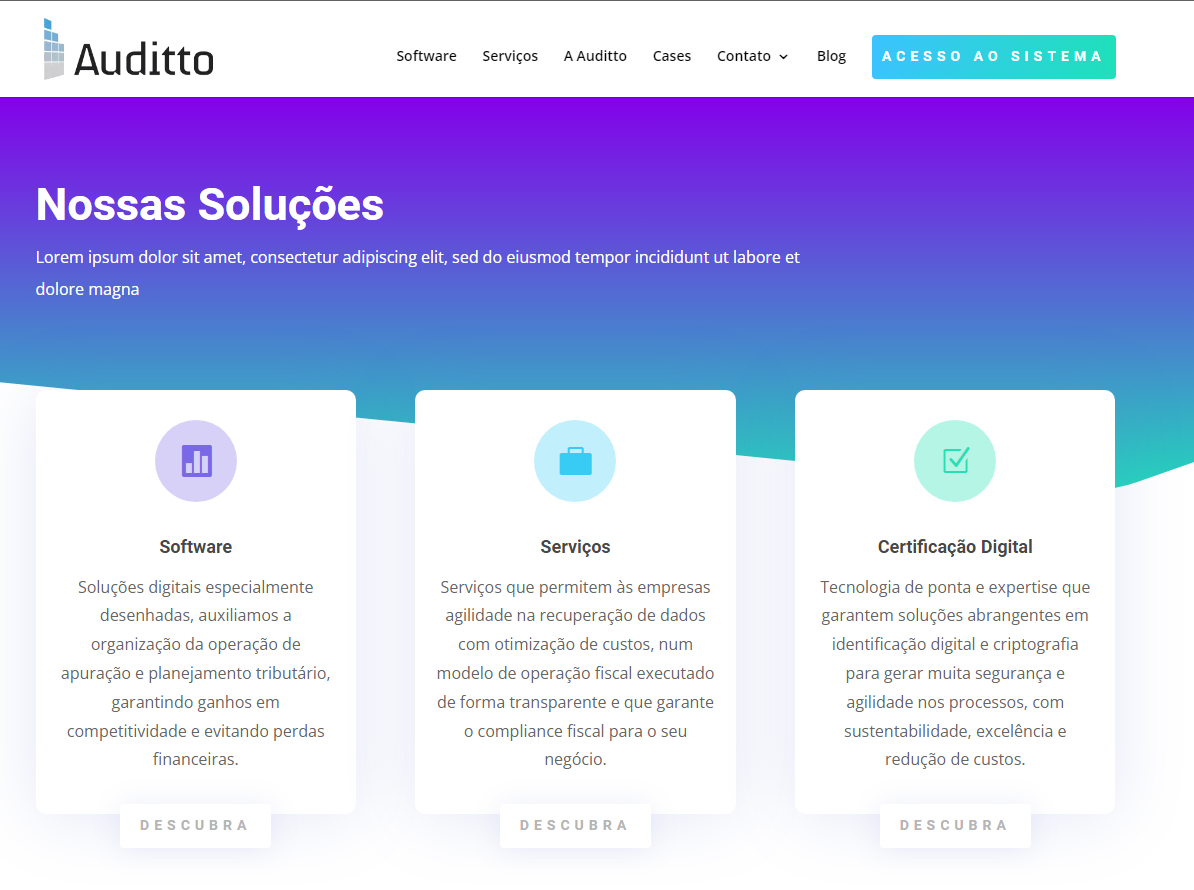 Auditto
Software Serviços A Auditto Cases Contato Blog ACESSO AO SISTEMA
Nossas Soluções
Lorem ipsum dolor sit amet, consectetur adipiscing elit, sed do eiusmod tempor incididunt ut labore et
dolore magna
Software
Soluções digitais especialmente
desenhadas, auxiliamos a
organização da operação de
apuração e planejamento tributário,
garantindo ganhos em
competitividade e evitando perdas
financeiras.
DESCUBRA
Serviços
Serviços que permitem às empresas
agilidade na recuperação de dados
com otimização de custos, num
modelo de operação fiscal executado
de forma transparente e que garante
o compliance fiscal para o seu
negócio.
DESCUBRA
Certificação Digital
Tecnologia de ponta e expertise que
garantem soluções abrangentes em
identificação digital e criptografia
para gerar muita segurança e
agilidade nos processos, com
sustentabilidade, excelência e
redução de custos.
DESCUBRA